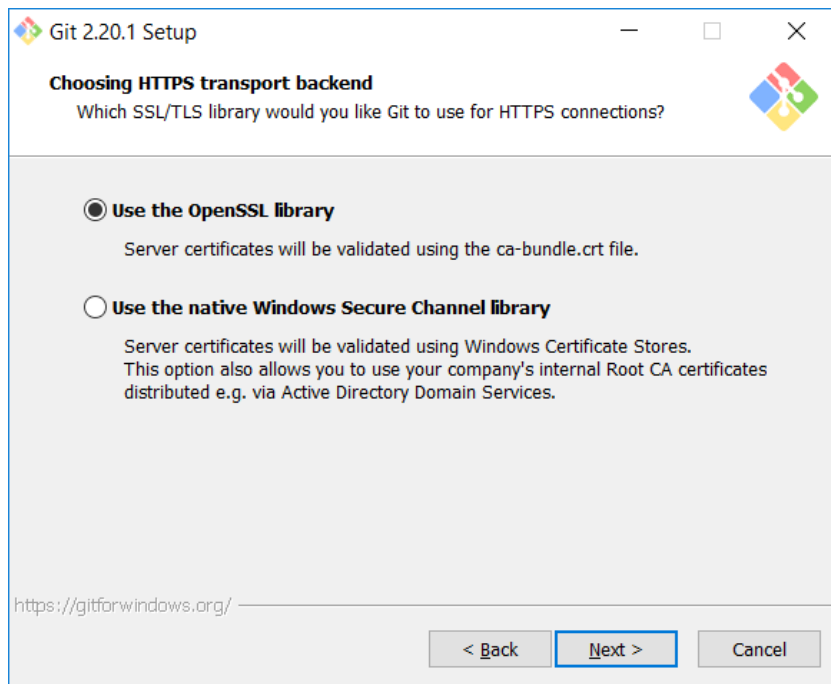 Git 2.20.1 Setup
Choosing HTTPS transport backend
Which SSL/TLS library would you like Git to use for HTTPS connections?
Use the OpenSSL library
Server certificates will be validated using the ca-bundle.crt file.
Use the native Windows Secure Channel library
Server certificates will be validated using Windows Certificate Stores.
This option also allows you to use your company's internal Root CA certificates
distributed e.g. via Active Directory Domain Services.
https://gitforwindows.org/
< Back Next > Cancel